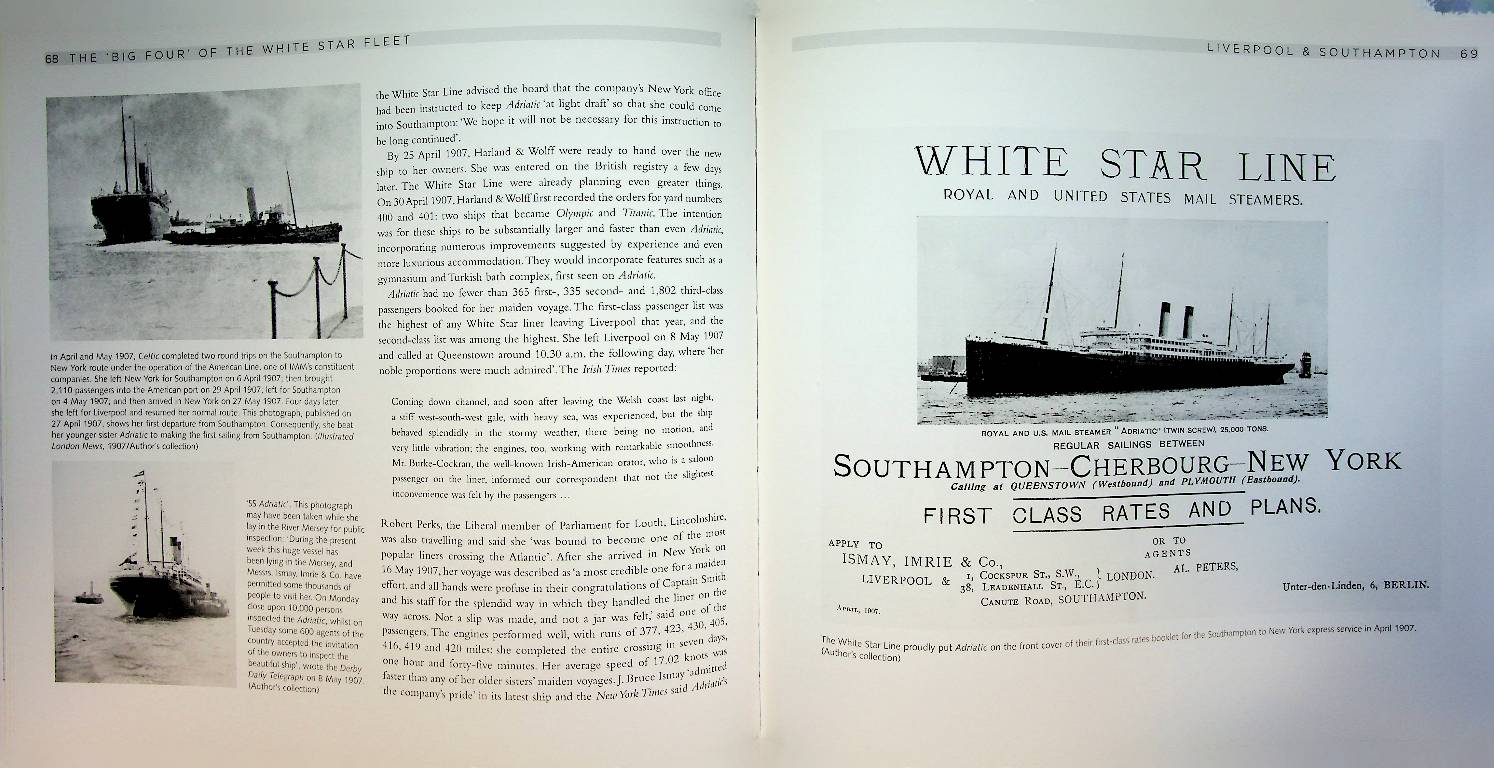 68 THE 'BIG FOUR' OF THE WHITE STAR FLEET
In April and May 1907, Celtic completed two round trips on the Southampton to
New York route under the operation of the American Line, one of IMM's constituent
companies. She left New York for Southampton on 6 April 1907; then brought
2,110 passengers into the American port on 29 April 1907; left for Southampton
on 4 May 1907; and then arrived in New York on 27 May 1907. Four days later
she left for Liverpool and resumed her normal route. This photograph, published on
27 April 1907, shows her first departure from Southampton. Consequently, she beat
her younger sister Adriatic to making the first sailing from Southampton. (Illustrated
London News, 1907/Author's collection)
'SS Adriatic'. This photograph
may have been taken while she
lay in the River Mersey for public
inspection: 'During the present
week this huge vessel has
been lying in the Mersey, and
Messrs. Ismay, Imrie & Co. have
permitted some thousands of
people to visit her. On Monday
close upon 10,000 persons
inspected the Adriatic, whilst on
Tuesday some 600 agents of the
country accepted the invitation
of the owners to inspect the
beautiful ship', wrote the Derby
Daily Telegraph on 8 May 1907.
(Author's collection)
the White Star Line advised the board that the company's New York office
had been instructed to keep Adriatic 'at light draft' so that she could come
into Southampton: 'We hope it will not be necessary for this instruction to
be long continued'.
By 25 April 1907, Harland & Wolff were ready to hand over the new
ship to her owners. She was entered on the British registry a few days
later. The White Star Line were already planning even greater things.
On 30 April 1907, Harland & Wolff first recorded the orders for yard numbers
400 and 401: two ships that became Olympic and Titanic. The intention
was for these ships to be substantially larger and faster than even Adriatic,
incorporating numerous improvements suggested by experience and even
more luxurious accommodation. They would incorporate features such as a
gymnasium and Turkish bath complex, first seen on Adriatic.
Adriatic had no fewer than 365 first-, 335 second- and 1,802 third-class
passengers booked for her maiden voyage. The first-class passenger list was
the highest of any White Star liner leaving Liverpool that year, and the
second-class list was among the highest. She left Liverpool on 8 May 1907
and called at Queenstown around 10.30 a.m. the following day, where 'her
noble proportions were much admired'. The Irish Times reported:
Coming down channel, and soon after leaving the Welsh coast last night,
a stiff west-south-west gale, with heavy sea, was experienced, but the ship
behaved splendidly in the stormy weather, there being no motion, and
very little vibration; the engines, too, working with remarkable smoothness.
Mr. Burke-Cockran, the well-known Irish-American orator, who is a saloon
passenger on the liner, informed our correspondent that not the slightest
inconvenience was felt by the passengers …
Robert Perks, the Liberal member of Parliament for Louth, Lincolnshire,
was also travelling and said she 'was bound to become one of the most
popular liners crossing the Atlantic'. After she arrived in New York on
16 May 1907, her voyage was described as 'a most credible one for a maiden
effort, and all hands were profuse in their congratulations of Captain Smith
and his staff for the splendid way in which they handled the liner on the
way across. Not a slip was made, and not a jar was felt,' said one of the
passengers. The engines performed well, with runs of 377, 423, 430, 405,
416, 419 and 420 miles; she completed the entire crossing in seven days,
one hour and forty-five minutes. Her average speed of 17.02 knots was
faster than any of her older sisters' maiden voyages. J. Bruce Ismay 'admitted
the company's pride' in its latest ship and the New York Times said Adriatic's
LIVERPOOL & SOUTHAMPTON 69
WHITE STAR LINE
ROYAL AND UNITED STATES MAIL STEAMERS.
ROYAL AND U.S. MAIL STEAMER "ADRIATIC" (TWIN SCREW), 25,000 TONS.
REGULAR SAILINGS BETWEEN
SOUTHAMPTON–CHERBOURG–NEW YORK
Calling at QUEENSTOWN (Westbound) and PLYMOUTH (Eastbound).
FIRST CLASS RATES AND PLANS.
APPLY TO
ISMAY, IMRIE & Co.,
LIVERPOOL & 1, COCKSPUR ST., S.W., } LONDON.
38, LEADENHALL ST., E.C.
CANUTE ROAD, SOUTHAMPTON.
OR TO
AGENTS
AL. PETERS,
Unter-den-Linden, 6, BERLIN.
APRIL, 1907.
The White Star Line proudly put Adriatic on the front cover of their first-class rates booklet for the Southampton to New York express service in April 1907.
(Author's collection)